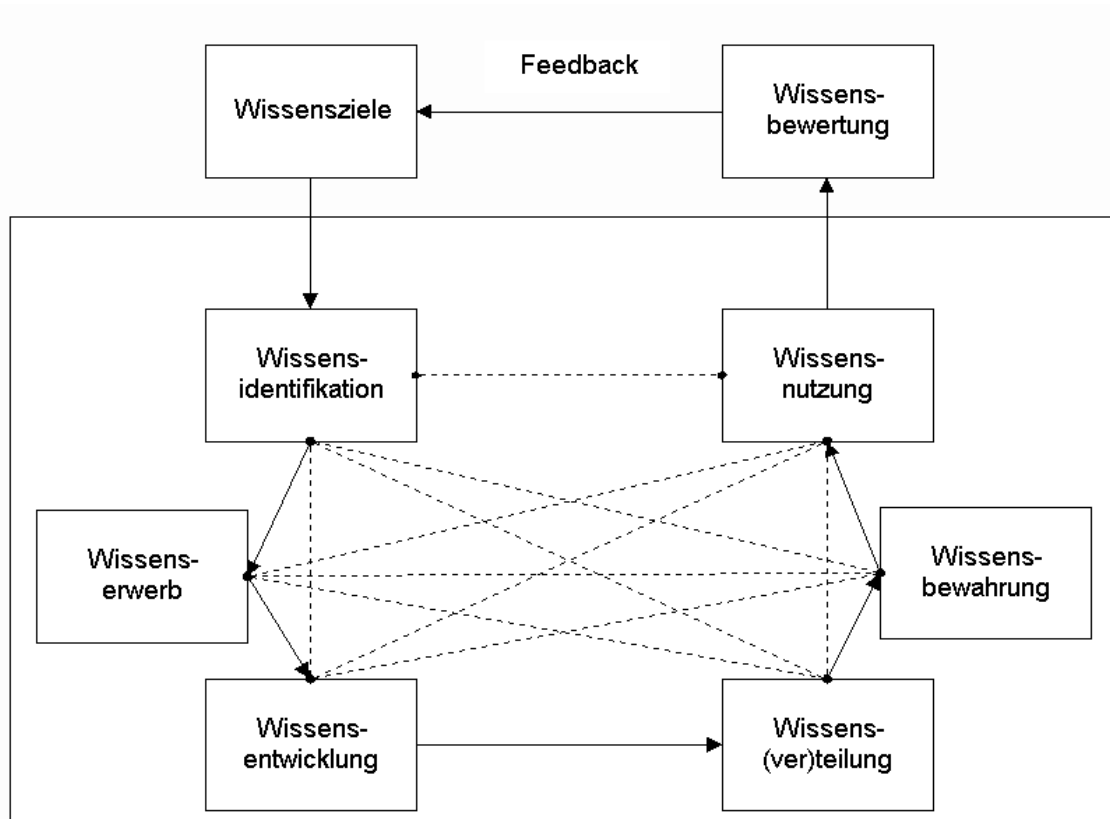 Feedback
Wissensziele
Wissens-
bewertung
Wissens-
identifikation
Wissens-
nutzung
Wissens-
erwerb
Wissens-
bewahrung
Wissens-
entwicklung
Wissens-
(ver)teilung